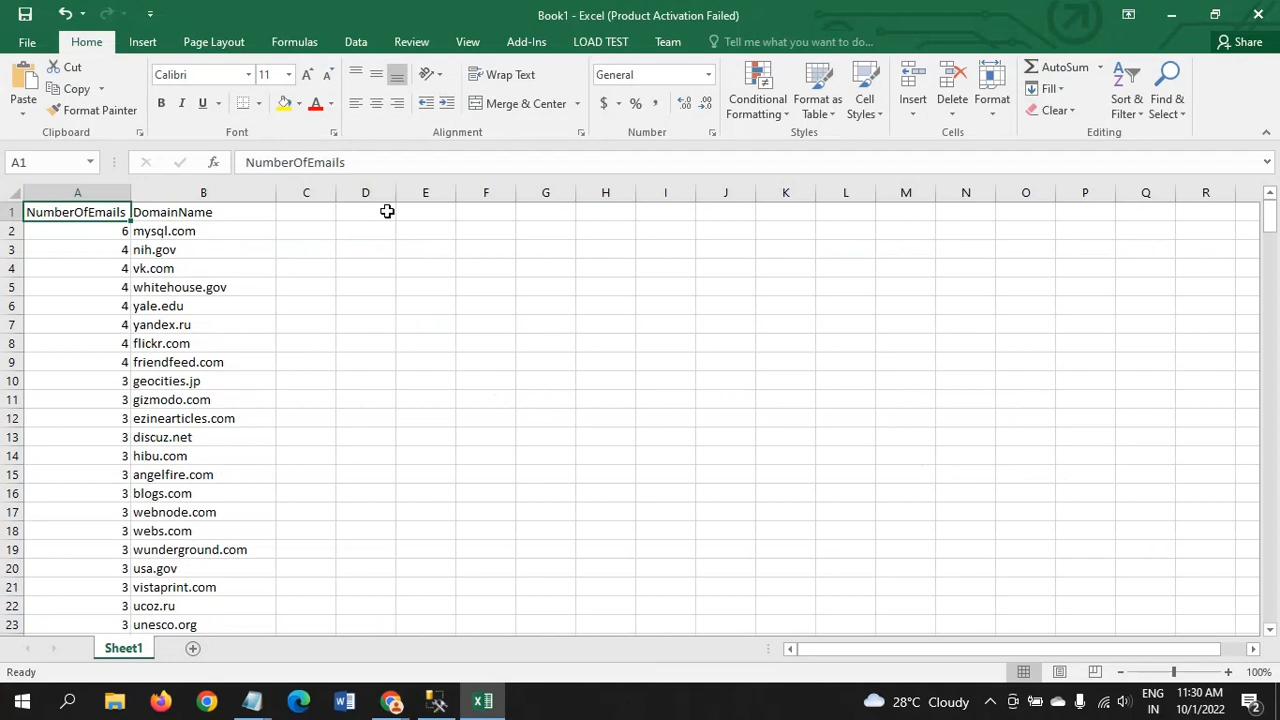 Book1 - Excel (Product Activation Failed)
File Home Insert Page Layout Formulas Data Review View Add-Ins LOAD TEST Team Tell me what you want to do... Share
Paste
Cut
Copy
Format Painter
Clipboard
Calibri 11
B I U A
Font
Wrap Text
Merge & Center
Alignment
General
$ % ,
Number
Conditional Formatting
Format as Table
Cell Styles
Styles
Insert
Delete
Format
Cells
AutoSum
Fill
Clear
Sort & Filter
Find & Select
Editing
A1 fx NumberOfEmails
A B C D E F G H I J K L M N O P Q R
1 NumberOfEmails DomainName
2 6 mysql.com
3 4 nih.gov
4 4 vk.com
5 4 whitehouse.gov
6 4 yale.edu
7 4 yandex.ru
8 4 flickr.com
9 4 friendfeed.com
10 3 geocities.jp
11 3 gizmodo.com
12 3 ezinearticles.com
13 3 discuz.net
14 3 hibu.com
15 3 angelfire.com
16 3 blogs.com
17 3 webnode.com
18 3 webs.com
19 3 wunderground.com
20 3 usa.gov
21 3 vistaprint.com
22 3 ucoz.ru
23 3 unesco.org
Sheet1
Ready 100%
28°C Cloudy ENG 11:30 AM
IN 10/1/2022 2